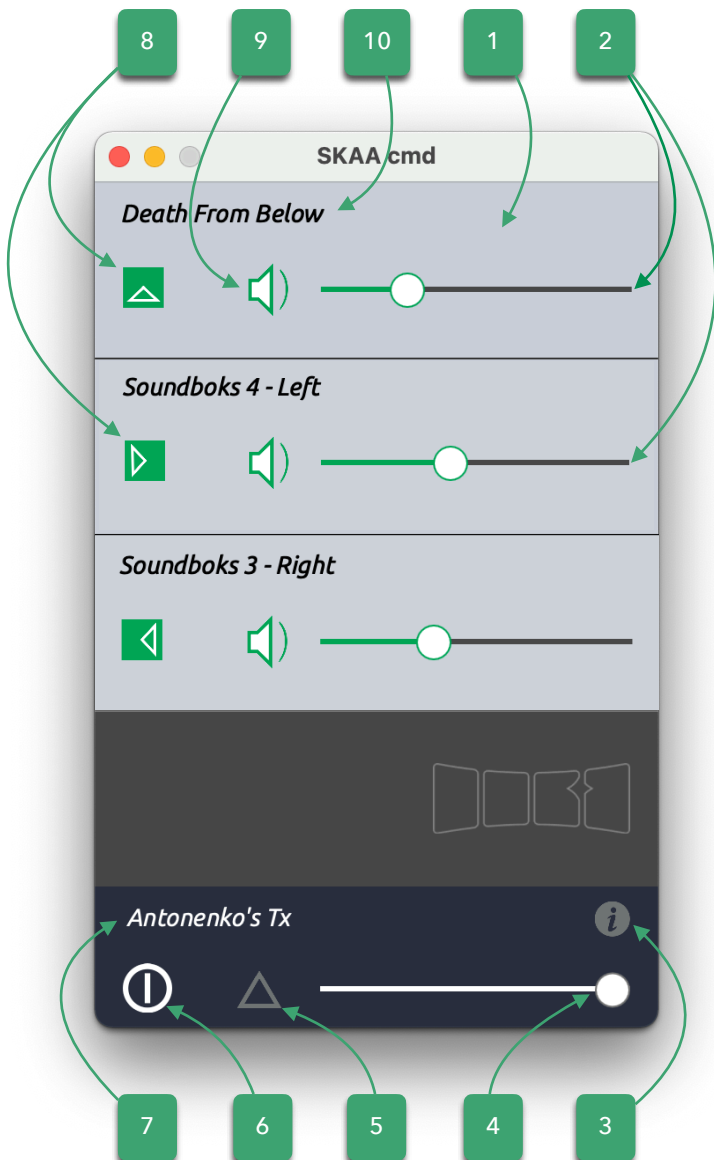 8 9 10 1 2
SKAA cmd
Death From Below
Soundboks 4 - Left
Soundboks 3 - Right
Antonenko's Tx
i
7 6 5 4 3